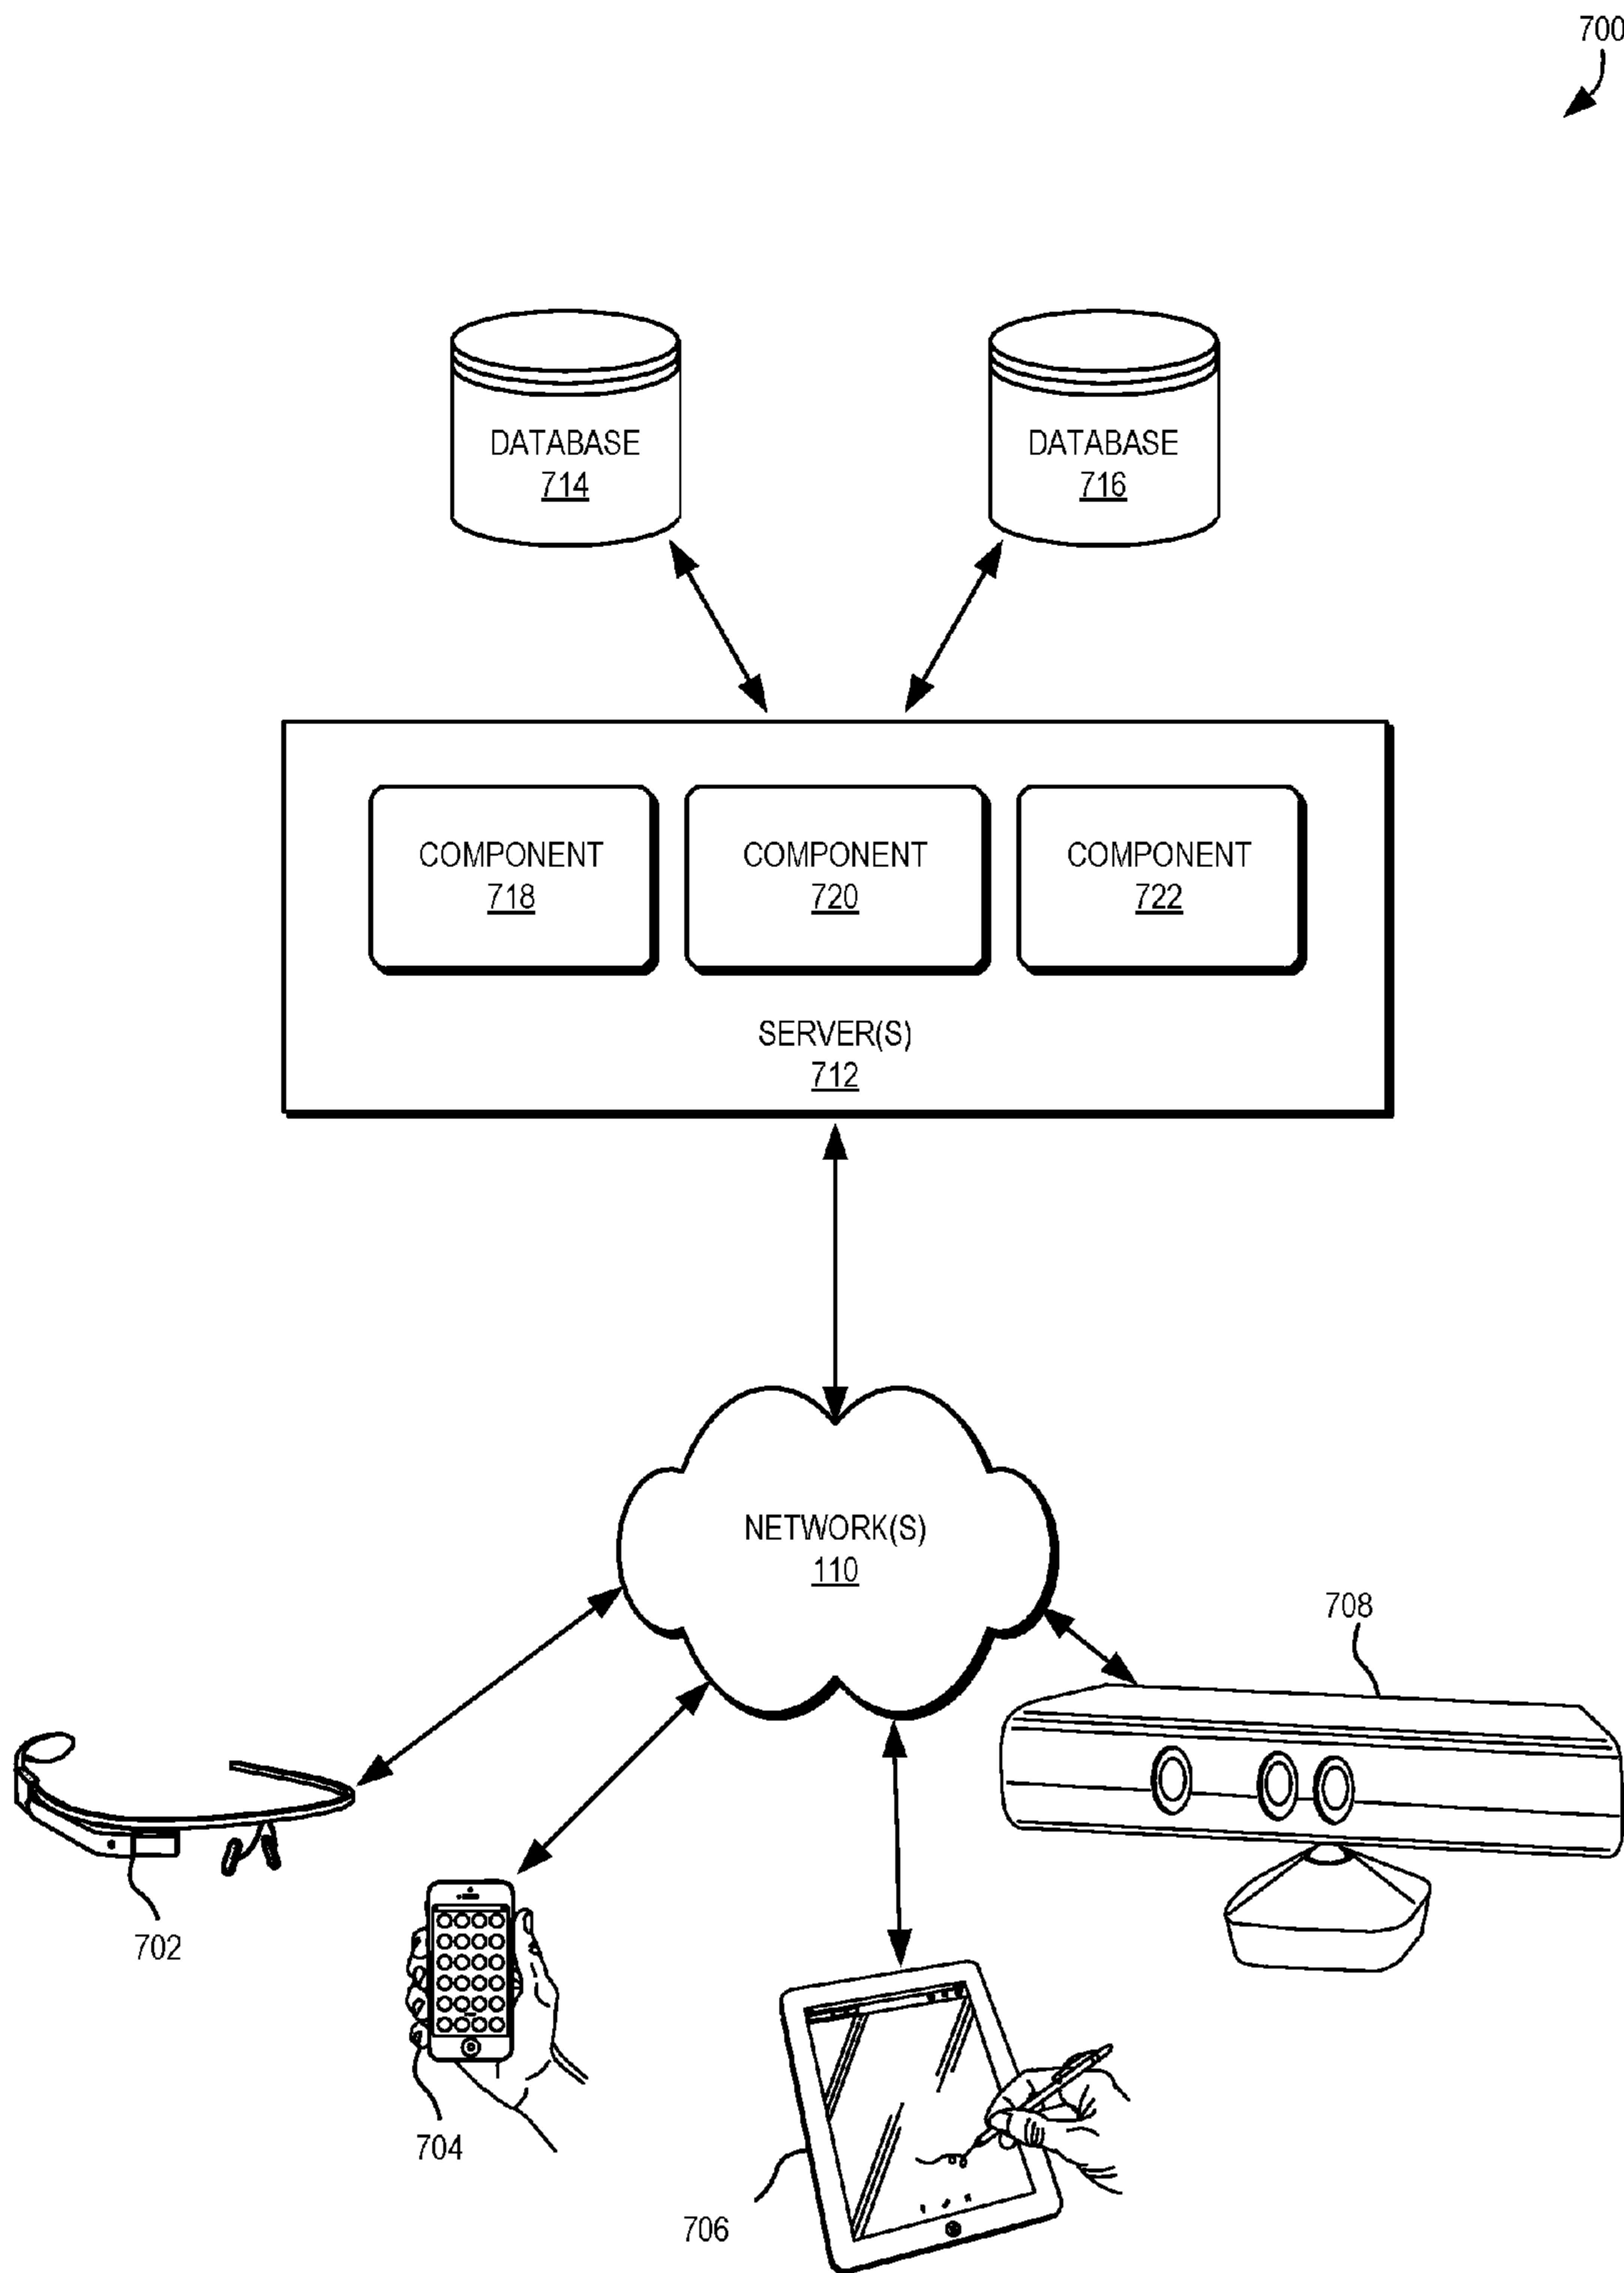 700
DATABASE
714
DATABASE
716
COMPONENT
718
COMPONENT
720
COMPONENT
722
SERVER(S)
712
NETWORK(S)
110
708
702
704
706